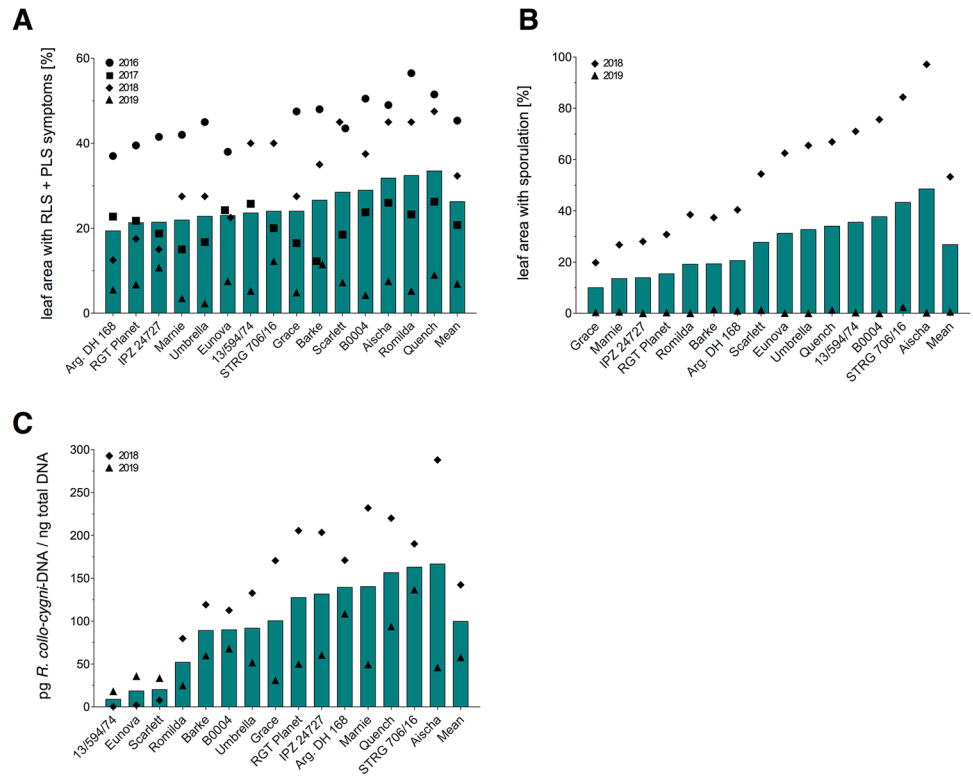 A
leaf area with RLS + PLS symptoms [%]
60
40
20
0
2016
2017
2018
2019
Arg. DH 168
RGT Planet
IPZ 24727
Marnie
Umbrella
Eunova
13/594/74
STRG 706/16
Grace
Barke
Scarlett
B0004
Aischa
Romilda
Quench
Mean
B
leaf area with sporulation [%]
100
80
60
40
20
0
2018
2019
Grace
Marnie
IPZ 24727
RGT Planet
Romilda
Barke
Arg. DH 168
Scarlett
Eunova
Umbrella
Quench
13/594/74
B0004
STRG 706/16
Aischa
Mean
C
pg R. collo-cygni-DNA / ng total DNA
300
250
200
150
100
50
0
2018
2019
13/594/74
Eunova
Scarlett
Romilda
Barke
B0004
Umbrella
Grace
RGT Planet
IPZ 24727
Arg. DH 168
Marnie
Quench
STRG 706/16
Aischa
Mean